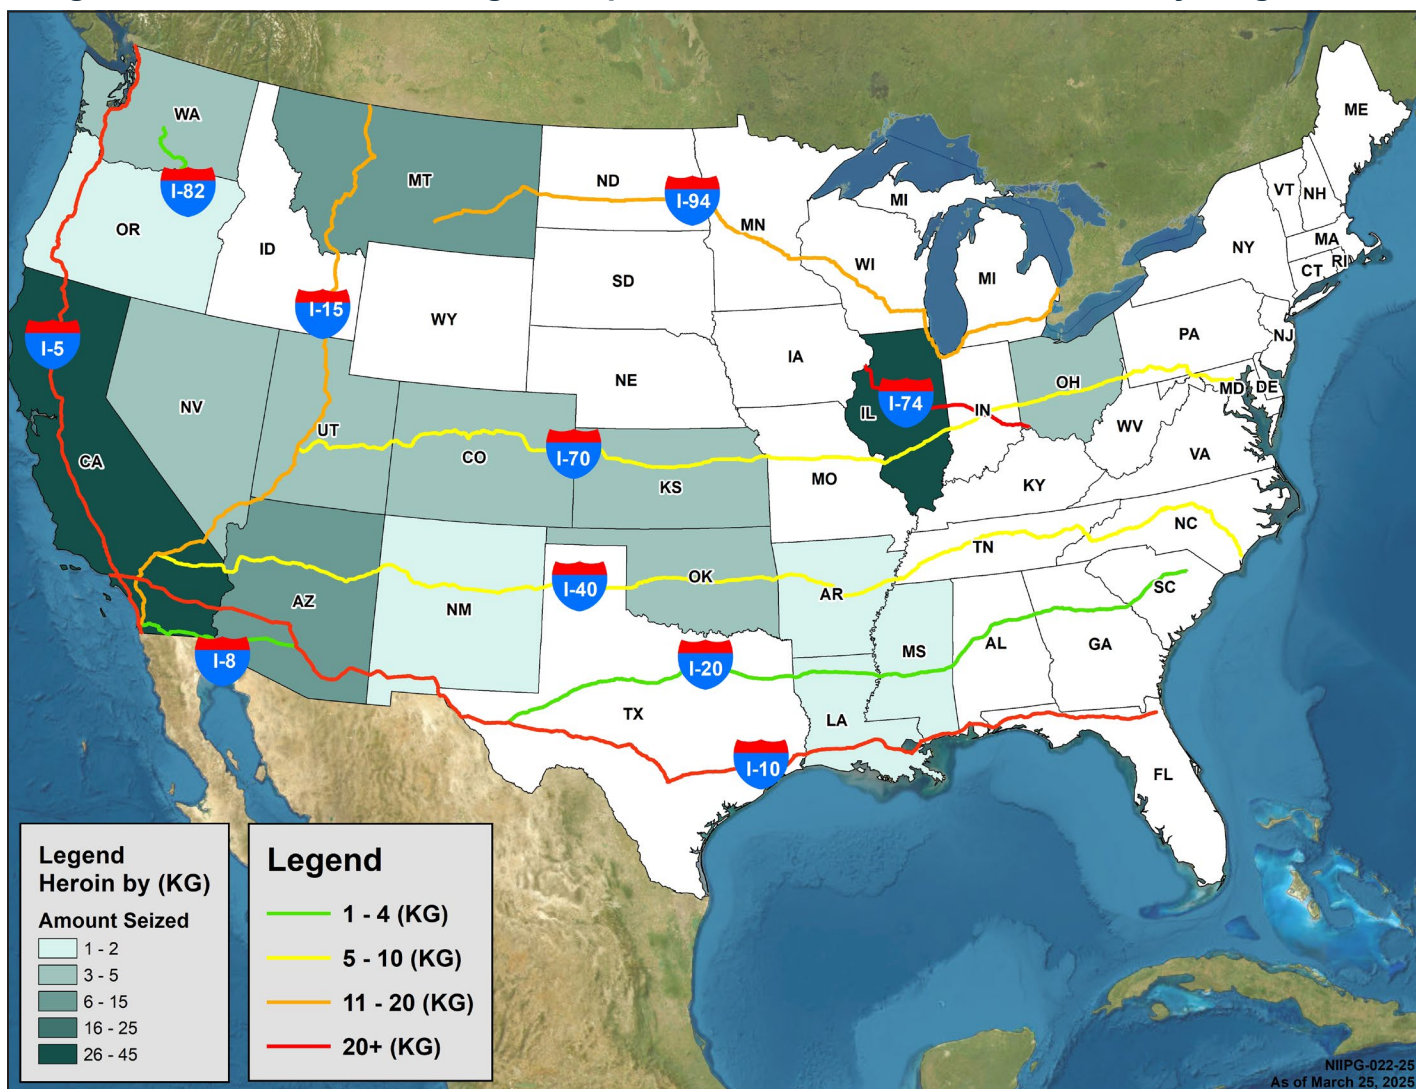 WA
ME
MT
ND
I-82
I-94
MI
VT
NH
OR
MN
MA
NY
ID
WI
CT
RI
SD
MI
I-15
WY
I-5
PA
NJ
IA
NE
OH
MD
DE
NV
I-74
IL
IN
UT
WV
CO
I-70
VA
CA
KS
MO
KY
NC
TN
OK
I-40
AZ
NM
AR
SC
MS
AL
GA
I-8
I-20
TX
LA
I-10
FL
Legend
Heroin by (KG)
Amount Seized
1 - 2
3 - 5
6 - 15
16 - 25
26 - 45
Legend
1 - 4 (KG)
5 - 10 (KG)
11 - 20 (KG)
20+ (KG)
NIIPG-022-25
As of March 25, 2025